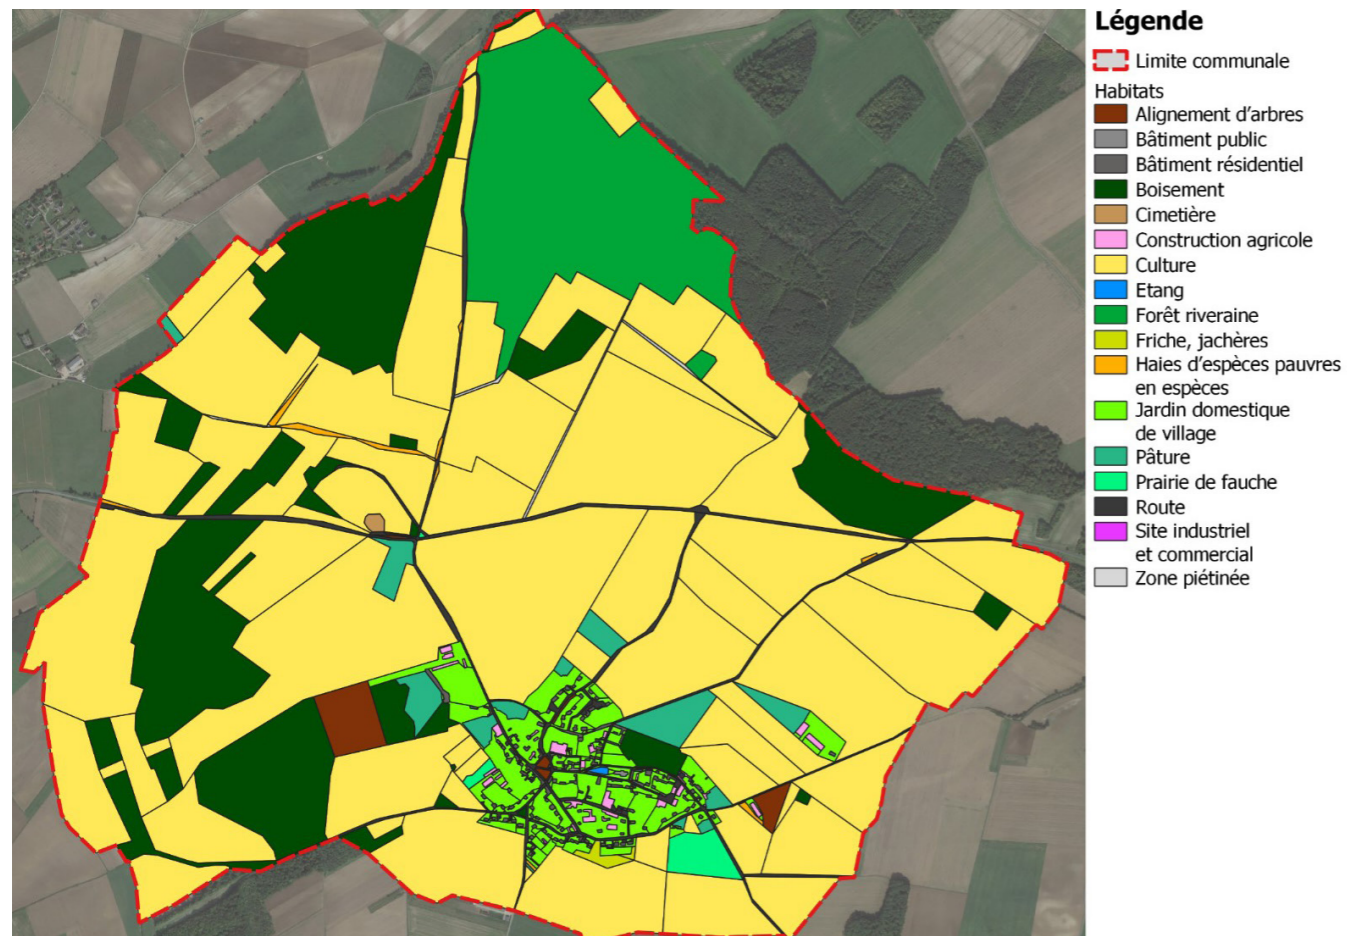 Légende
Limite communale
Habitats
Alignement d’arbres
Bâtiment public
Bâtiment résidentiel
Boisement
Cimetière
Construction agricole
Culture
Etang
Forêt riveraine
Friche, jachères
Haies d’espèces pauvres
en espèces
Jardin domestique
de village
Pâture
Prairie de fauche
Route
Site industriel
et commercial
Zone piétinée